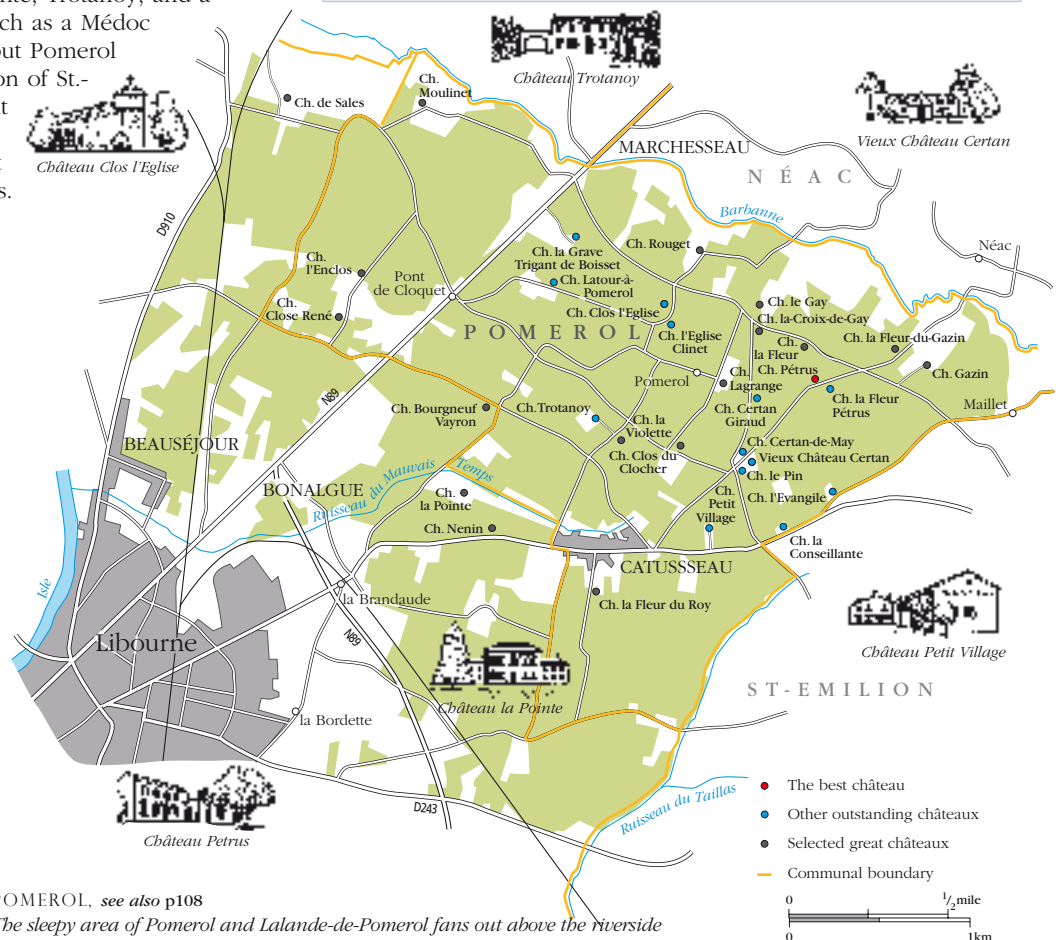 nte, Trotanoy, and a
ch as a Médoc
out Pomerol
on of St.-
nt
t
s.
Château Clos l'Eglise
Château Trotanoy
Vieux Château Certan
Ch. de Sales
Ch.
Moulinet
MARCHESSEAU
NÉAC
Barbanne
D910
Néac
Ch.
l'Enclos
Pont
de Cloquet
Ch.
Close René
Ch. la Grave
Trigant de Boisset
Ch. Rouget
Ch. Latour-à-
Pomerol
Ch. Clos l'Eglise
POMEROL
Ch. l'Eglise
Clinet
Ch. le Gay
Ch. la-Croix-de-Gay
Ch.
la Fleur
Ch. la Fleur-du-Gazin
Ch. Pétrus
Ch. Gazin
Pomerol
Ch.
Lagrange
Ch. la Fleur
Pétrus
Maillet
N89
Ch. Bourgneuf
Vayron
Ch. Trotanoy
Ch. la
Violette
Ch. Certan
Giraud
Ch. Clos du
Clocher
Ch. Certan-de-May
Vieux Château Certan
Ch. le Pin
BEAUSÉJOUR
BONALGUE
Ruisseau du Mauvais Temps
Ch.
la Pointe
Ch.
Petit
Village
Ch. l'Evangile
Ch. Nenin
Ch. la
Conseillante
CATUSSSEAU
Isle
la Brandaude
Ch. la Fleur du Roy
Libourne
N89
Château Petit Village
Château la Pointe
ST-EMILION
la Bordette
D243
Ruisseau du Taillas
Château Petrus
The best château
Other outstanding châteaux
Selected great châteaux
Communal boundary
0 1/2mile
0 1km
POMEROL, see also p108
The sleepy area of Pomerol and Lalande-de-Pomerol fans out above the riverside